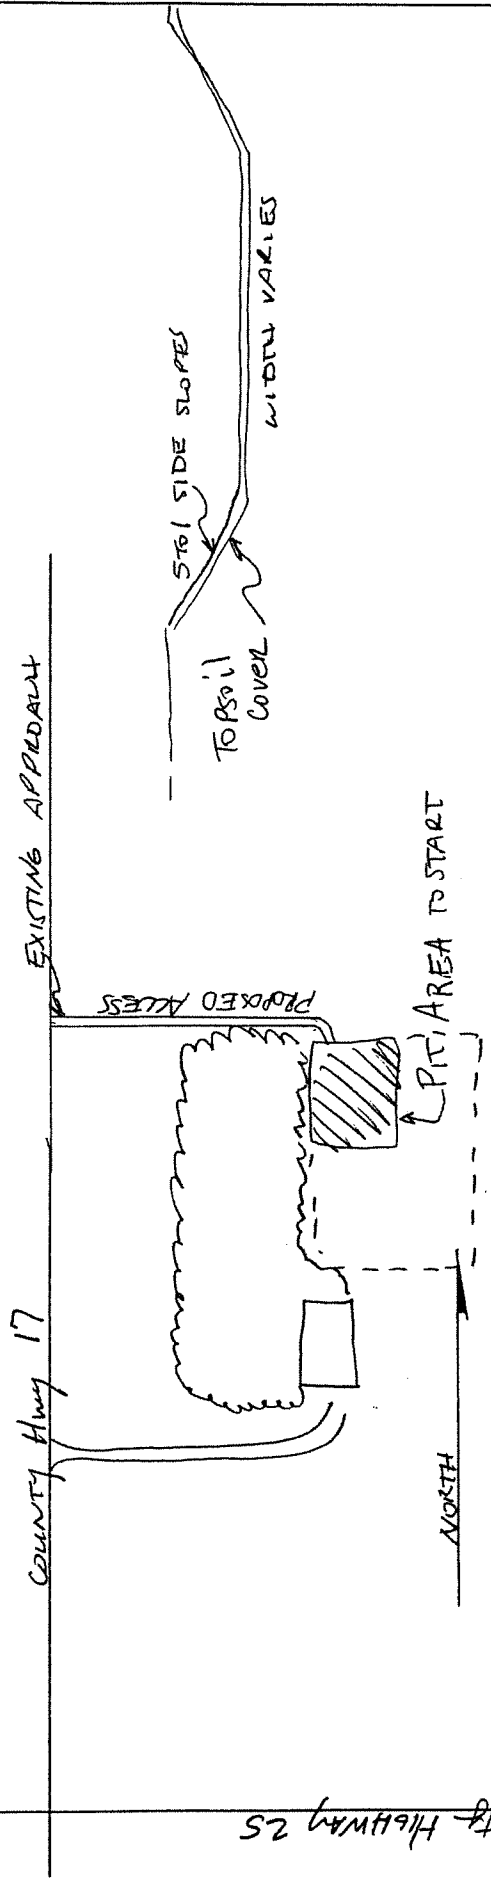 COUNTY Hwy 17
EXISTING APPROACH
PROPOSED ACCESS
5 TO 1 SIDE SLOPES
TOPSOIL
COVER
WIDTH VARIES
PIT, AREA TO START
NORTH
HIGHWAY 25